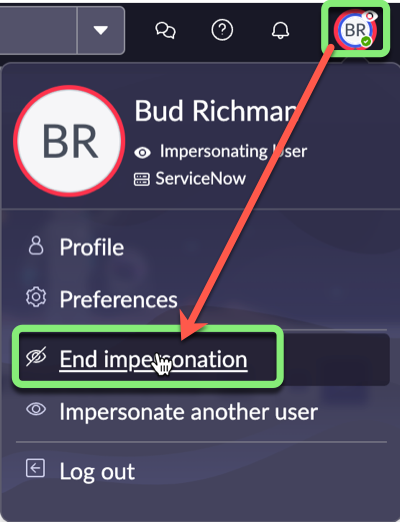 BR
BR
Bud Richman
Impersonating User
ServiceNow
Profile
Preferences
End impersonation
Impersonate another user
Log out